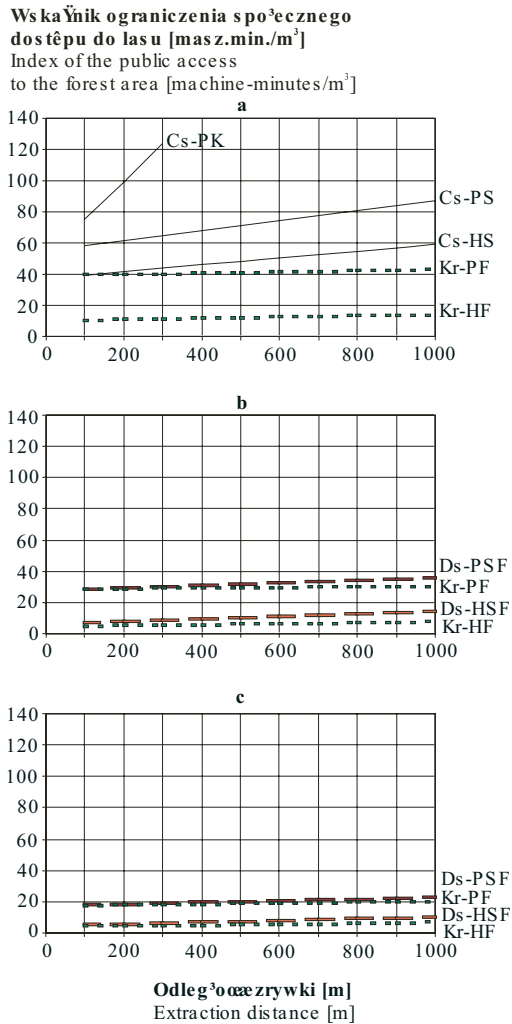 WskaŸnik ograniczenia spo³ecznego
dostêpu do lasu [masz.min./m³]
Index of the public access
to the forest area [machine-minutes/m³]
a
140
120
100
80
60
40
20
0
Cs-PK
Cs-PS
Cs-HS
Kr-PF
Kr-HF
0 200 400 600 800 1000
b
140
120
100
80
60
40
20
0
Ds-PSF
Kr-PF
Ds-HSF
Kr-HF
0 200 400 600 800 1000
c
140
120
100
80
60
40
20
0
Ds-PSF
Kr-PF
Ds-HSF
Kr-HF
0 200 400 600 800 1000
Odleg³oœæzrywki [m]
Extraction distance [m]